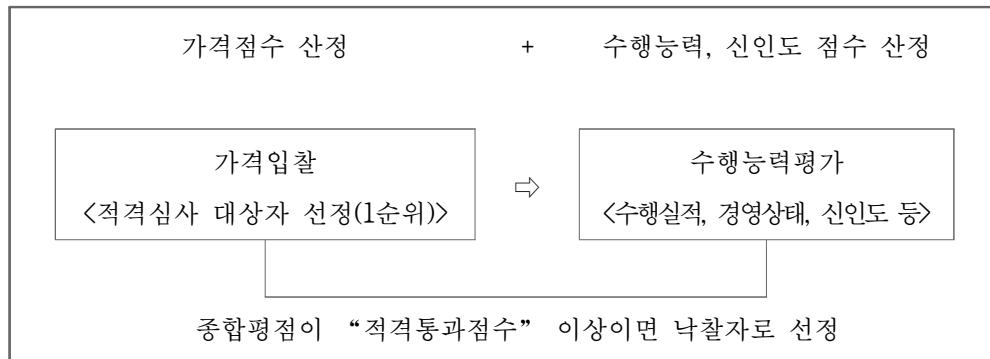 가격점수 산정 + 수행능력, 신인도 점수 산정
가격입찰 ⇨ 수행능력평가
<적격심사 대상자 선정(1순위)> <수행실적, 경영상태, 신인도 등>
종합평점이 “적격통과점수” 이상이면 낙찰자로 선정